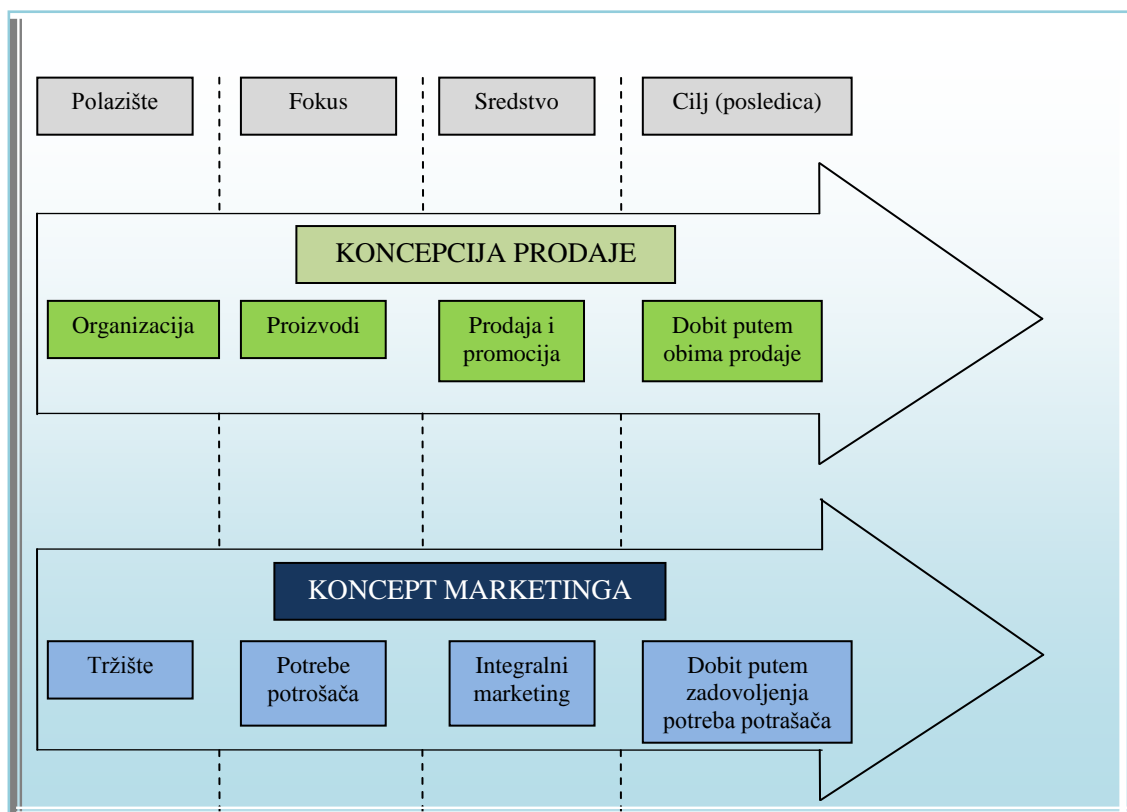 Polazište
Fokus
Sredstvo
Cilj (posledica)
KONCEPCIJA PRODAJE
Organizacija
Proizvodi
Prodaja i
promocija
Dobit putem
obima prodaje
KONCEPT MARKETINGA
Tržište
Potrebe
potrošača
Integralni
marketing
Dobit putem
zadovoljenja
potreba potrašača